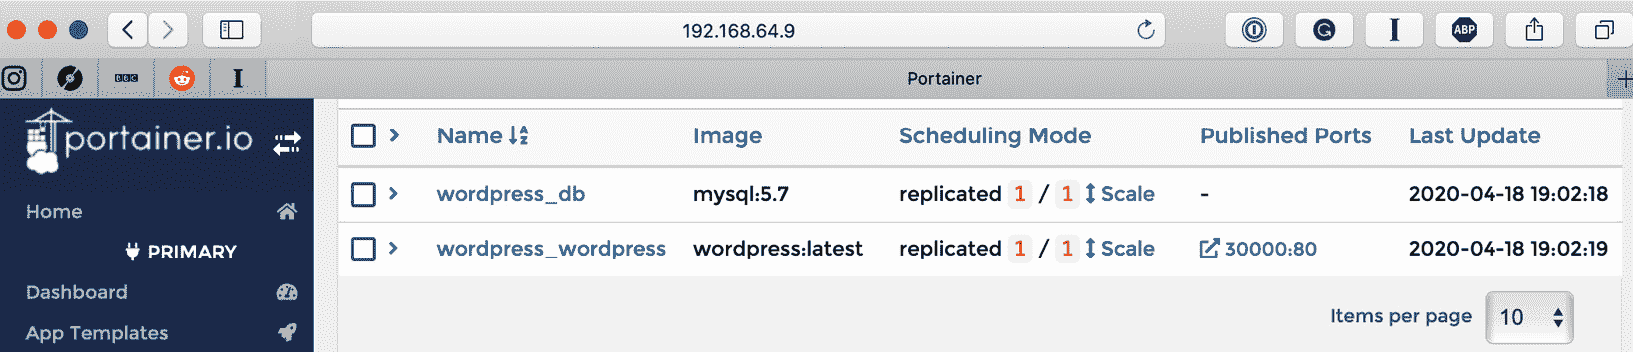 192.168.64.9
ABP
BBC
Portainer
portainer.io
Name Image Scheduling Mode Published Ports Last Update
wordpress_db mysql:5.7 replicated 1 / 1 Scale - 2020-04-18 19:02:18
Home
wordpress_wordpress wordpress:latest replicated 1 / 1 Scale 30000:80 2020-04-18 19:02:19
PRIMARY
Dashboard
Items per page 10
App Templates